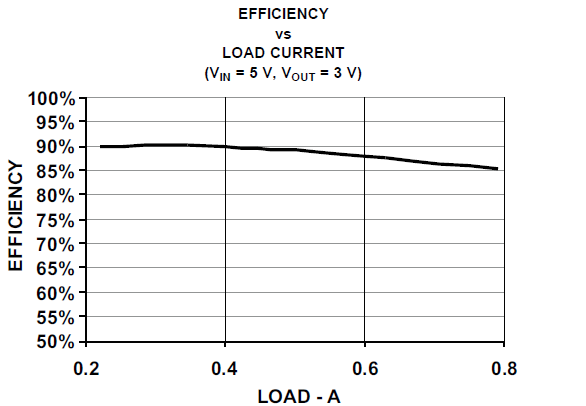 EFFICIENCY
vs
LOAD CURRENT
(VIN = 5 V, VOUT = 3 V)
100%
95%
90%
85%
80%
75%
70%
65%
60%
55%
50%
EFFICIENCY
0.2
0.4
0.6
0.8
LOAD - A